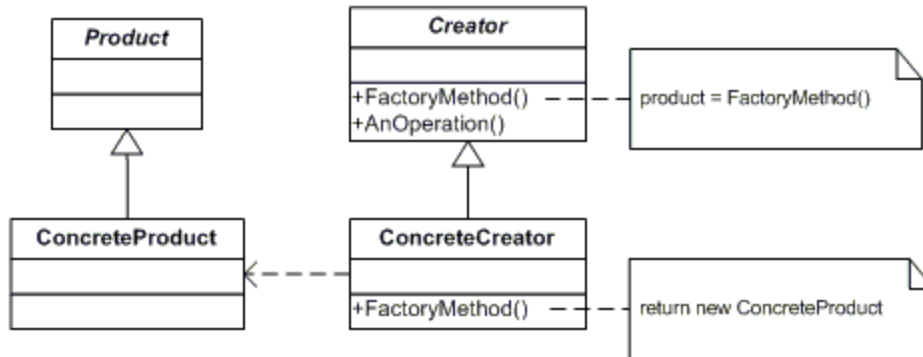 Product
Creator
+FactoryMethod()
+AnOperation()
product = FactoryMethod()
ConcreteProduct
ConcreteCreator
+FactoryMethod()
return new ConcreteProduct